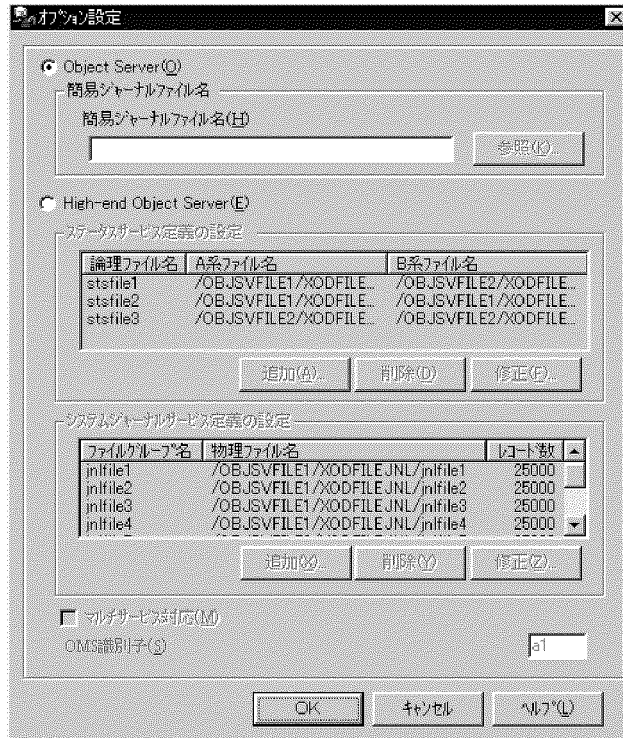 オプション設定
Object Server(O)
簡易ジャーナルファイル名
簡易ジャーナルファイル名(H)
参照(K)...
High-end Object Server(E)
ステータスサービス定義の設定
論理ファイル名 A系ファイル名 B系ファイル名
stsfile1 /OBJSVFILE1/XODFILE... /OBJSVFILE2/XODFILE...
stsfile2 /OBJSVFILE1/XODFILE... /OBJSVFILE2/XODFILE...
stsfile3 /OBJSVFILE2/XODFILE... /OBJSVFILE2/XODFILE...
追加(A)... 削除(D) 修正(F)...
システムジャーナルサービス定義の設定
ファイルグループ名 物理ファイル名 レコード数
jnlfile1 /OBJSVFILE1/XODFILEJNL/jnlfile1 25000
jnlfile2 /OBJSVFILE1/XODFILEJNL/jnlfile2 25000
jnlfile3 /OBJSVFILE1/XODFILEJNL/jnlfile3 25000
jnlfile4 /OBJSVFILE1/XODFILEJNL/jnlfile4 25000
追加(X)... 削除(Y) 修正(Z)...
マルチサービス対応(M)
OMS識別子(S) a1
OK キャンセル ヘルプ(L)